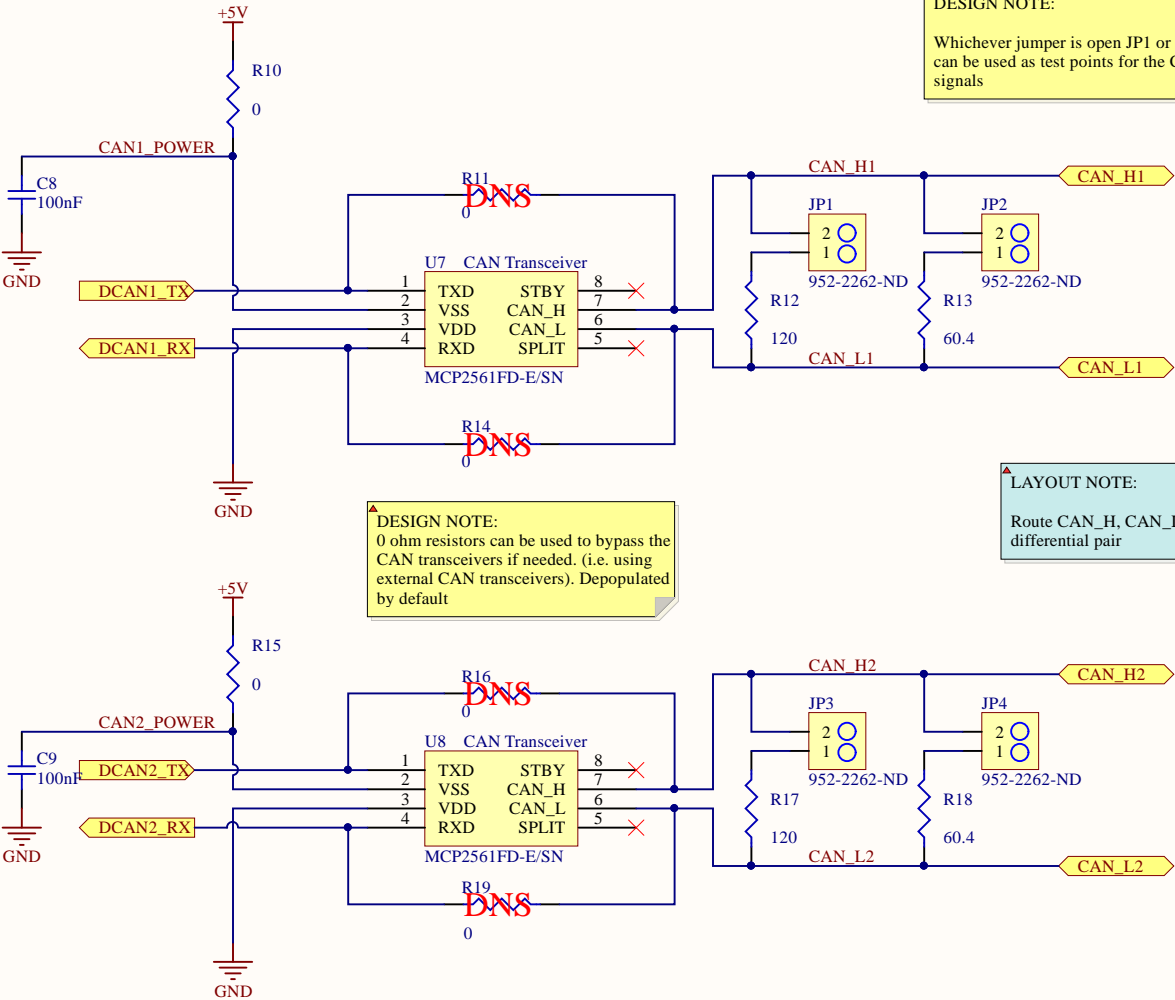 DESIGN NOTE:
Whichever jumper is open JP1 or
can be used as test points for the
signals
+5V
R10
0
CAN1_POWER
C8
100nF
GND
R11
DNS
0
CAN_H1
CAN_H1
JP1
2
1
952-2262-ND
JP2
2
1
952-2262-ND
R12
120
R13
60.4
CAN_L1
CAN_L1
DCAN1_TX
DCAN1_RX
U7 CAN Transceiver
1 TXD STBY 8
2 VSS CAN_H 7
3 VDD CAN_L 6
4 RXD SPLIT 5
MCP2561FD-E/SN
R14
DNS
0
GND
LAYOUT NOTE:
Route CAN_H,
differential pair
DESIGN NOTE:
0 ohm resistors can be used to bypass the
CAN transceivers if needed. (i.e. using
external CAN transceivers). Depopulated
by default
+5V
R15
0
CAN2_POWER
C9
100nF
GND
R16
DNS
0
CAN_H2
CAN_H2
JP3
2
1
952-2262-ND
JP4
2
1
952-2262-ND
R17
120
R18
60.4
CAN_L2
CAN_L2
DCAN2_TX
DCAN2_RX
U8 CAN Transceiver
1 TXD STBY 8
2 VSS CAN_H 7
3 VDD CAN_L 6
4 RXD SPLIT 5
MCP2561FD-E/SN
R19
DNS
0
GND